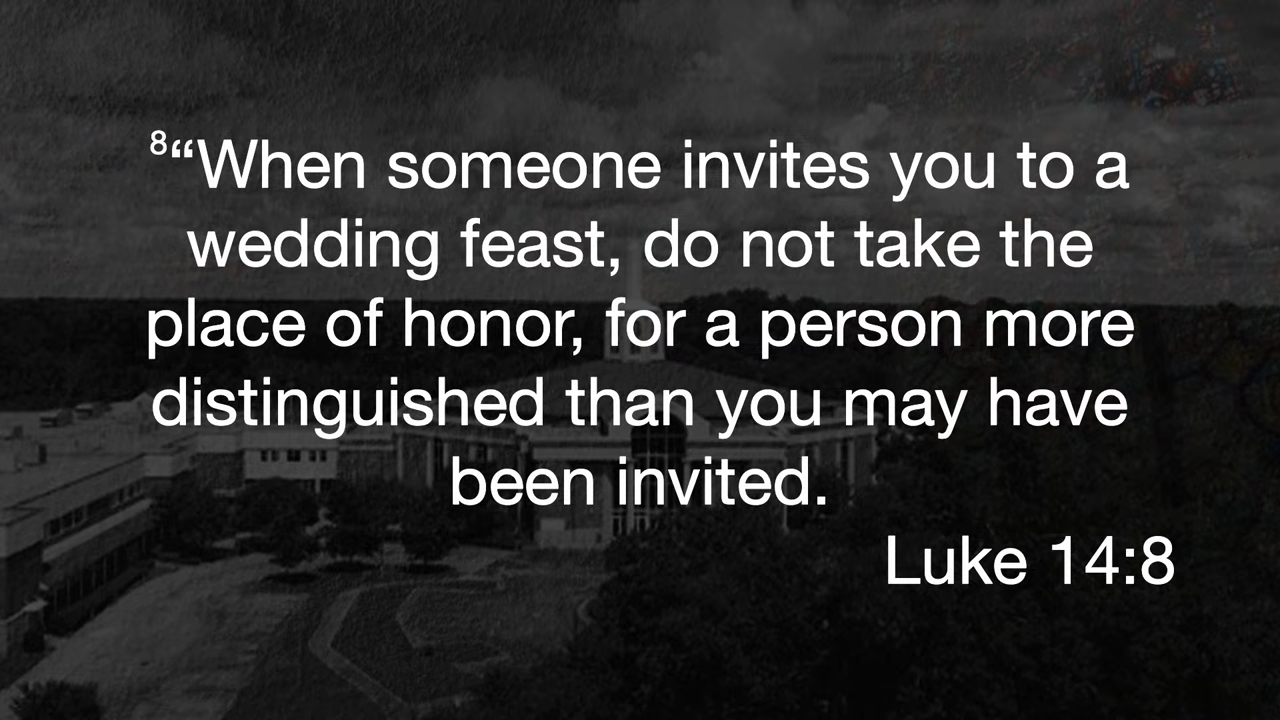 ⁸“When someone invites you to a
wedding feast, do not take the
place of honor, for a person more
distinguished than you may have
been invited.
Luke 14:8